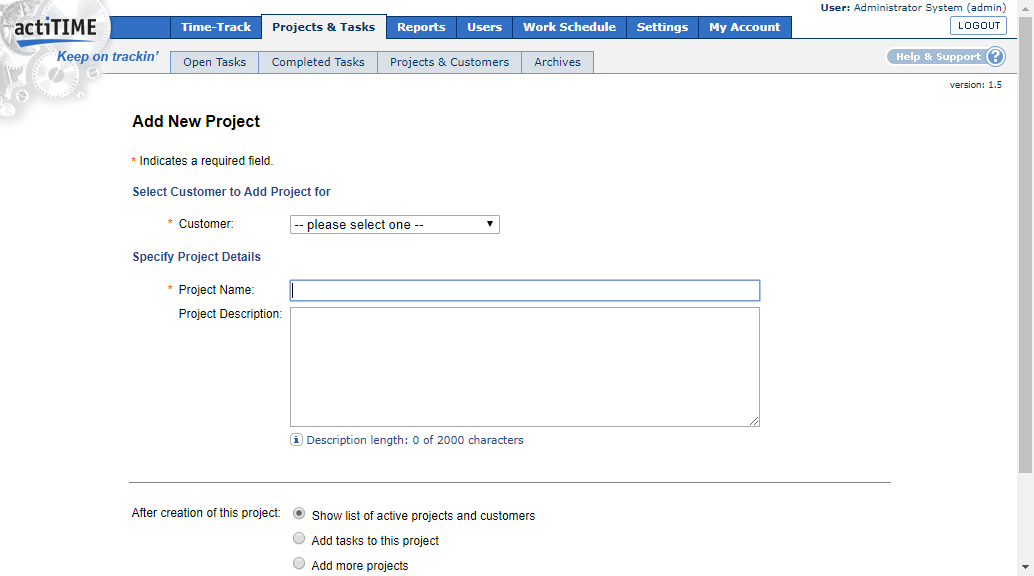 User: Administrator System (admin)
actiTIME
Time-Track Projects & Tasks Reports Users Work Schedule Settings My Account LOGOUT
Keep on trackin'
Open Tasks Completed Tasks Projects & Customers Archives Help & Support ?
version: 1.5
Add New Project
* Indicates a required field.
Select Customer to Add Project for
* Customer: -- please select one --
Specify Project Details
* Project Name:
Project Description:
i Description length: 0 of 2000 characters
After creation of this project: Show list of active projects and customers
Add tasks to this project
Add more projects